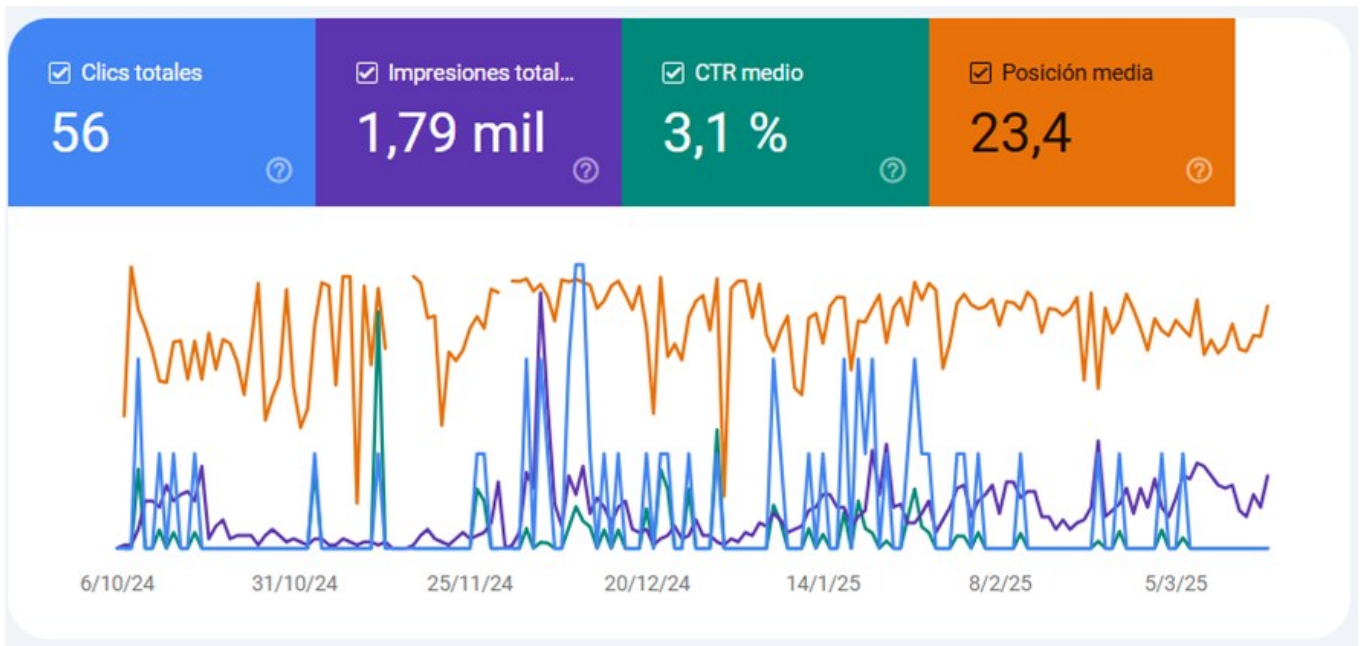 Clics totales
56
Impresiones total...
1,79 mil
CTR medio
3,1 %
Posición media
23,4
6/10/24 31/10/24 25/11/24 20/12/24 14/1/25 8/2/25 5/3/25